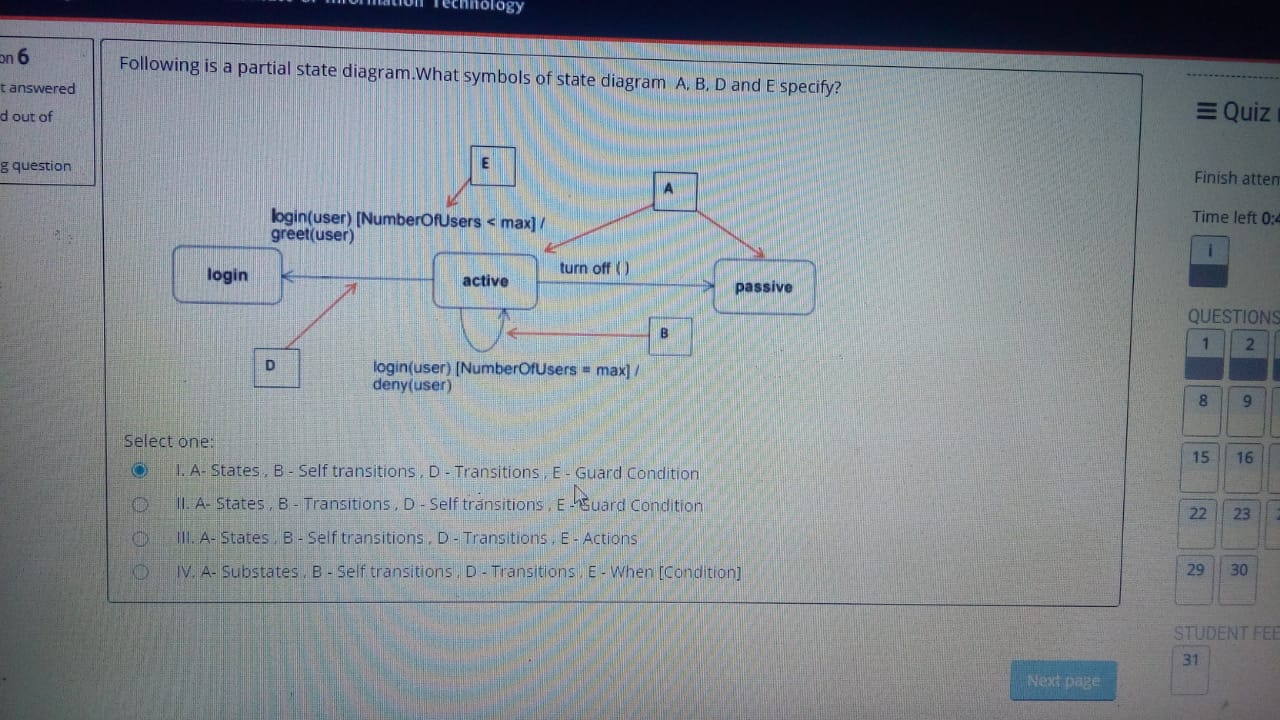 Information Technology
on 6
t answered
d out of
g question
Following is a partial state diagram.What symbols of state diagram A, B, D and E specify?
E
A
login(user) [NumberOfUsers < max] /
greet(user)
login
active
turn off ( )
passive
B
D
login(user) [NumberOfUsers = max] /
deny(user)
Select one:
I. A- States , B - Self transitions , D - Transitions , E - Guard Condition
II. A- States , B - Transitions , D - Self transitions , E - Guard Condition
III. A- States , B - Self transitions , D - Transitions , E - Actions
IV. A- Substates , B - Self transitions , D - Transitions , E - When [Condition]
Next page
Quiz
Finish atten
Time left 0:4
i
QUESTIONS
1 2
8 9
15 16
22 23
29 30
STUDENT FEE
31